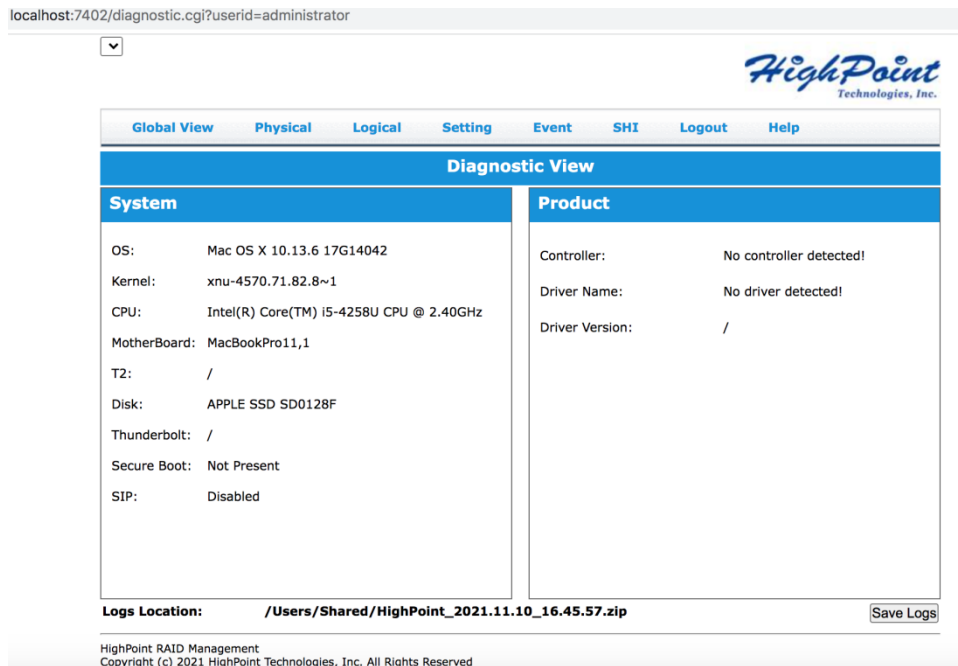 localhost:7402/diagnostic.cgi?userid=administrator
HighPoint
Technologies, Inc.
Global View Physical Logical Setting Event SHI Logout Help
Diagnostic View
System
OS: Mac OS X 10.13.6 17G14042
Kernel: xnu-4570.71.82.8~1
CPU: Intel(R) Core(TM) i5-4258U CPU @ 2.40GHz
MotherBoard: MacBookPro11,1
T2: /
Disk: APPLE SSD SD0128F
Thunderbolt: /
Secure Boot: Not Present
SIP: Disabled
Product
Controller: No controller detected!
Driver Name: No driver detected!
Driver Version: /
Logs Location: /Users/Shared/HighPoint_2021.11.10_16.45.57.zip Save Logs
HighPoint RAID Management
Copyright (c) 2021 HighPoint Technologies, Inc. All Rights Reserved